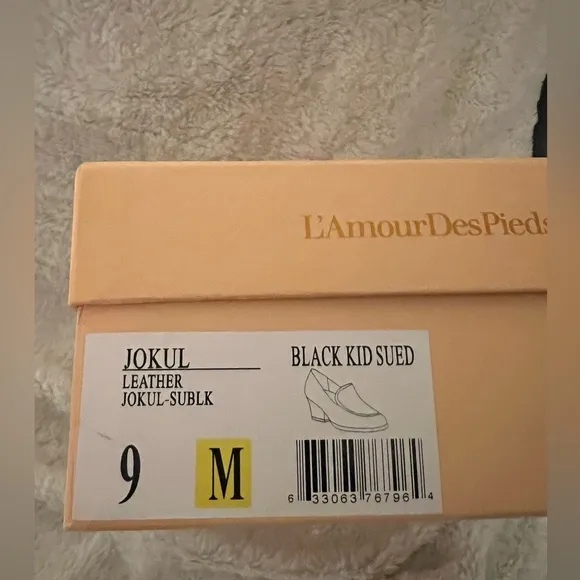 L'AmourDesPieds
JOKUL
BLACK KID SUED
LEATHER
JOKUL-SUBLK
9
M
6 33063 76796 4